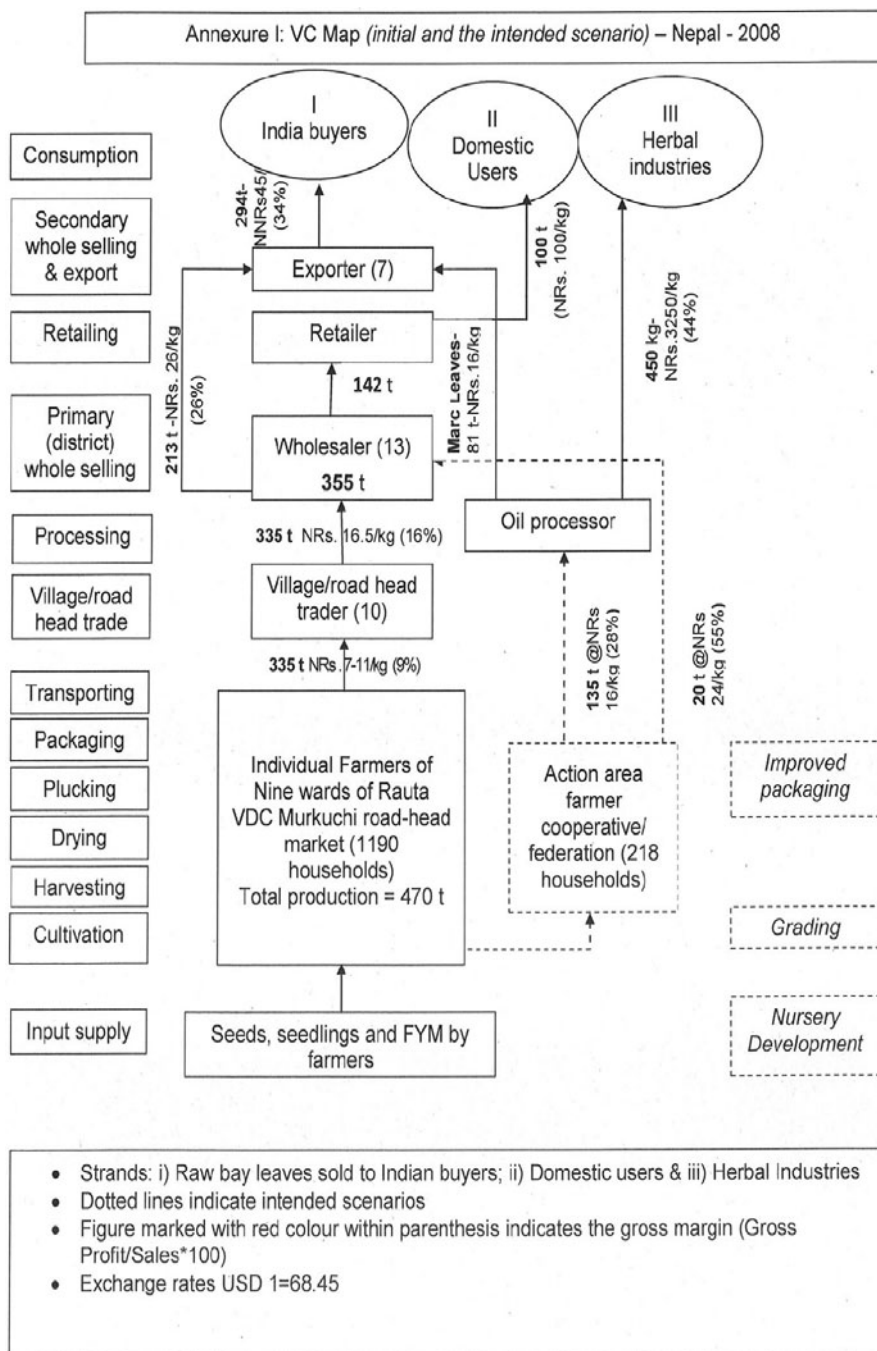 Annexure I: VC Map (initial and the intended scenario) – Nepal - 2008
I
India buyers
II
Domestic
Users
III
Herbal
industries
Consumption
294t-
NNRs45/
(34%)
Secondary
whole selling
& export
Exporter (7)
100 t
(NRs. 100/kg)
450 kg-
NRs.3250/kg
(44%)
Retailing
Retailer
142 t
213 t -NRs. 26/kg
(26%)
Marc Leaves-
81 t-NRs.16/kg
Primary
(district)
whole selling
Wholesaler (13)
355 t
Processing
335 t NRs. 16.5/kg (16%)
Oil processor
Village/road
head trade
Village/road head
trader (10)
335 t NRs. 7-11/kg (9%)
135 t @NRs
16/kg (28%)
20 t @NRs
24/kg (55%)
Transporting
Packaging
Plucking
Drying
Harvesting
Cultivation
Individual Farmers of
Nine wards of Rauta
VDC Murkuchi road-head
market (1190
households)
Total production = 470 t
Action area
farmer
cooperative/
federation (218
households)
Improved
packaging
Grading
Input supply
Seeds, seedlings and FYM by
farmers
Nursery
Development
• Strands: i) Raw bay leaves sold to Indian buyers; ii) Domestic users & iii) Herbal Industries
• Dotted lines indicate intended scenarios
• Figure marked with red colour within parenthesis indicates the gross margin (Gross
Profit/Sales*100)
• Exchange rates USD 1=68.45